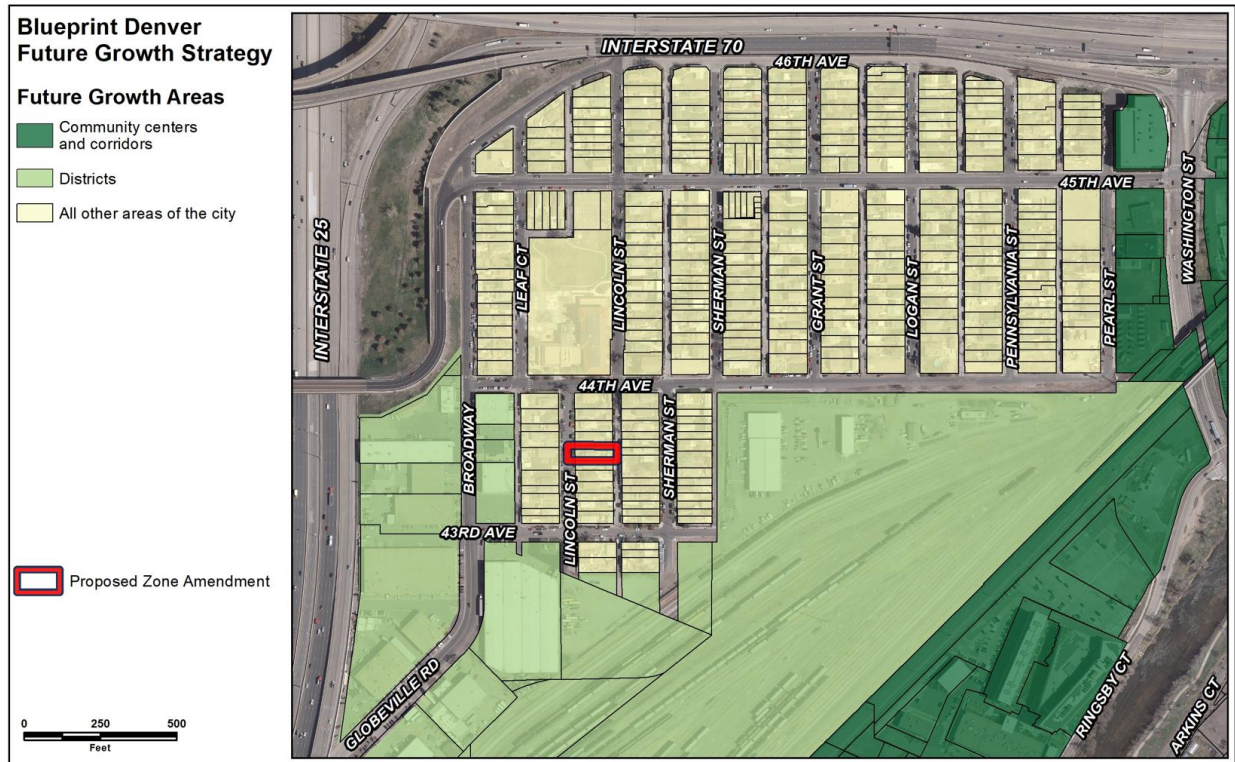 Blueprint Denver
Future Growth Strategy
Future Growth Areas
Community centers
and corridors
Districts
All other areas of the city
Proposed Zone Amendment
0 250 500
Feet
INTERSTATE 70
46TH AVE
45TH AVE
WASHINGTON ST
INTERSTATE 25
LEAF CT
LINCOLN ST
SHERMAN ST
GRANT ST
LOGAN ST
PENNSYLVANIA ST
PEARL ST
44TH AVE
BROADWAY
LINCOLN ST
SHERMAN ST
43RD AVE
GLOBEVILLE RD
RINGSBY CT
ARKINS CT